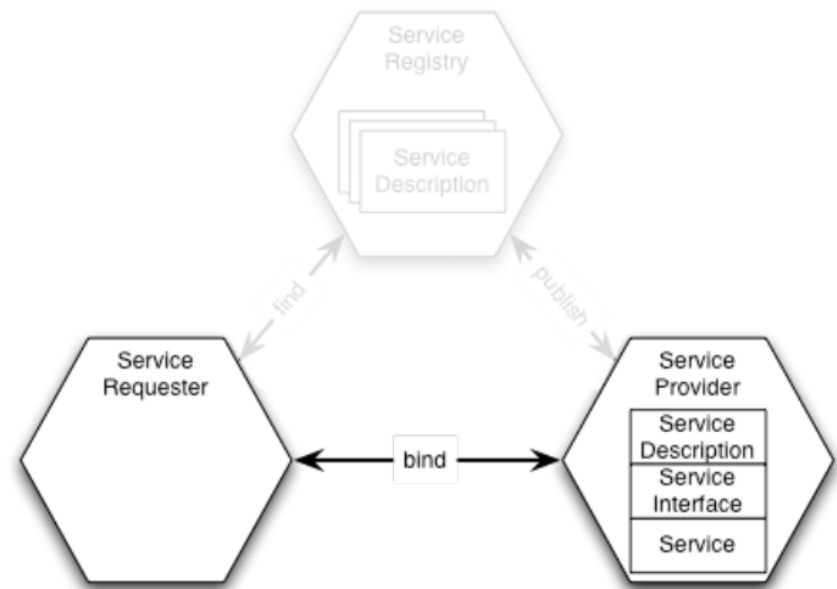 Service
Registry
Service
Description
find
publish
Service
Requester
bind
Service
Provider
Service
Description
Service
Interface
Service